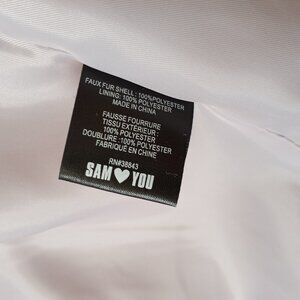 FAUX FUR SHELL : 100%POLYESTER
LINING: 100% POLYESTER
MADE IN CHINA
FAUSSE FOURRURE
TISSU EXTÉRIEUR :
100% POLYESTER
DOUBLURE :100% POLYESTER
FABRIQUÉ EN CHINE
RN#38843
SAM♥YOU